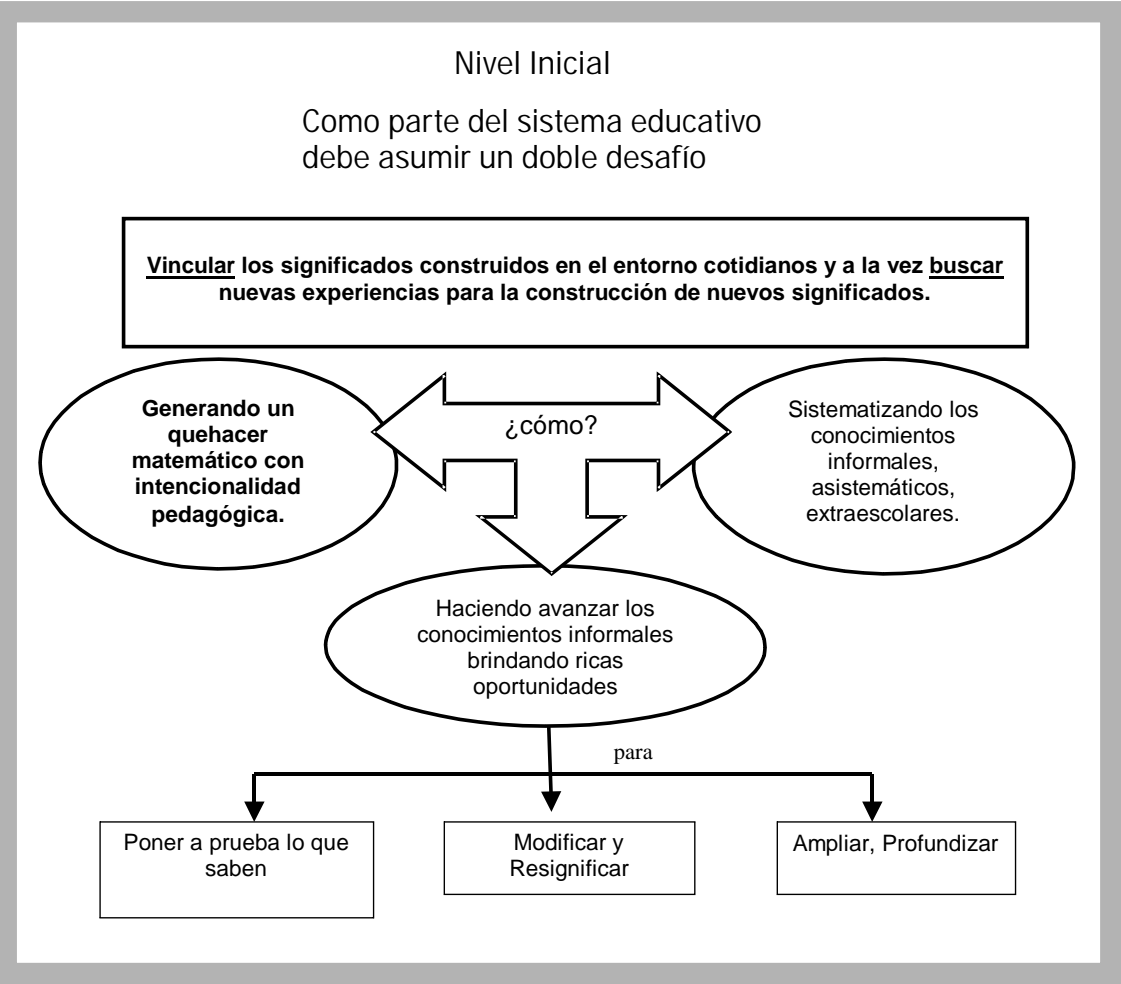 Nivel Inicial
Como parte del sistema educativo
debe asumir un doble desafío
Vincular los significados construidos en el entorno cotidianos y a la vez buscar
nuevas experiencias para la construcción de nuevos significados.
Generando un
quehacer
matemático con
intencionalidad
pedagógica.
¿cómo?
Sistematizando los
conocimientos
informales,
asistemáticos,
extraescolares.
Haciendo avanzar los
conocimientos informales
brindando ricas
oportunidades
para
Poner a prueba lo que
saben
Modificar y
Resignificar
Ampliar, Profundizar